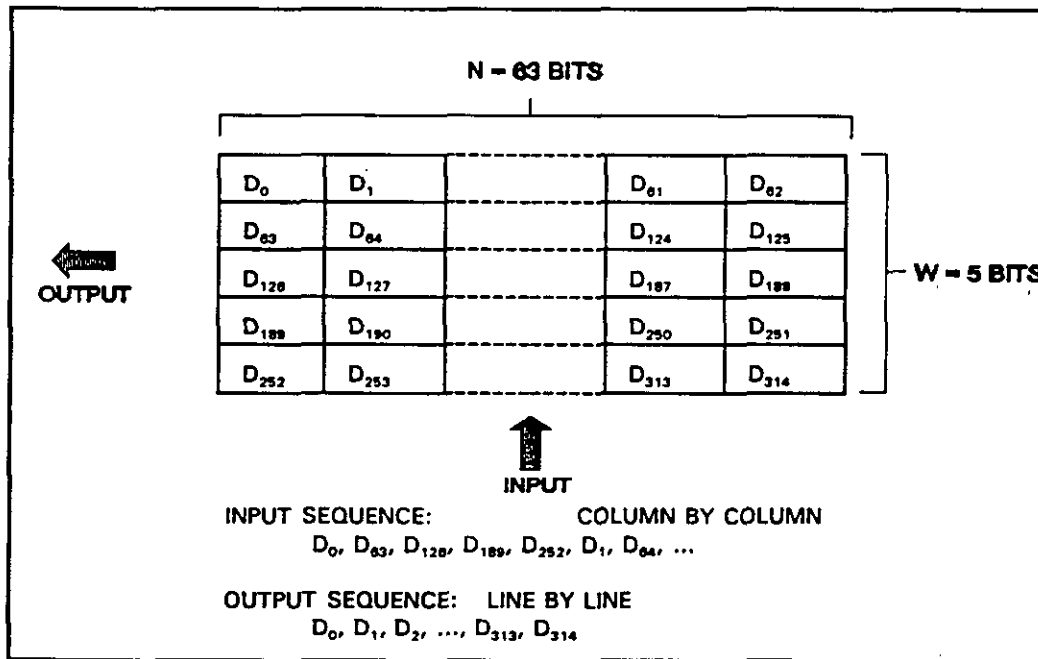 N = 63 BITS
D₀ D₁ D₆₁ D₆₂
D₆₃ D₆₄ D₁₂₄ D₁₂₅
D₁₂₆ D₁₂₇ D₁₈₇ D₁₈₈
D₁₈₉ D₁₉₀ D₂₅₀ D₂₅₁
D₂₅₂ D₂₅₃ D₃₁₃ D₃₁₄
W = 5 BITS
OUTPUT
INPUT
INPUT SEQUENCE: COLUMN BY COLUMN
D₀, D₆₃, D₁₂₆, D₁₈₉, D₂₅₂, D₁, D₆₄, ...
OUTPUT SEQUENCE: LINE BY LINE
D₀, D₁, D₂, ..., D₃₁₃, D₃₁₄